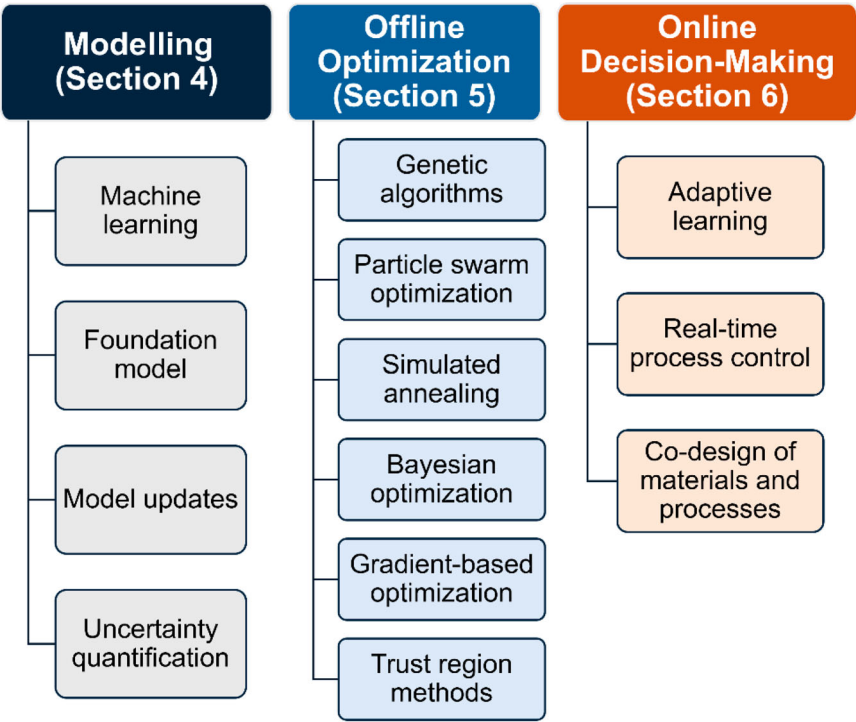 Modelling
(Section 4)
Machine
learning
Foundation
model
Model updates
Uncertainty
quantification
Offline
Optimization
(Section 5)
Genetic
algorithms
Particle swarm
optimization
Simulated
annealing
Bayesian
optimization
Gradient-based
optimization
Trust region
methods
Online
Decision-Making
(Section 6)
Adaptive
learning
Real-time
process control
Co-design of
materials and
processes